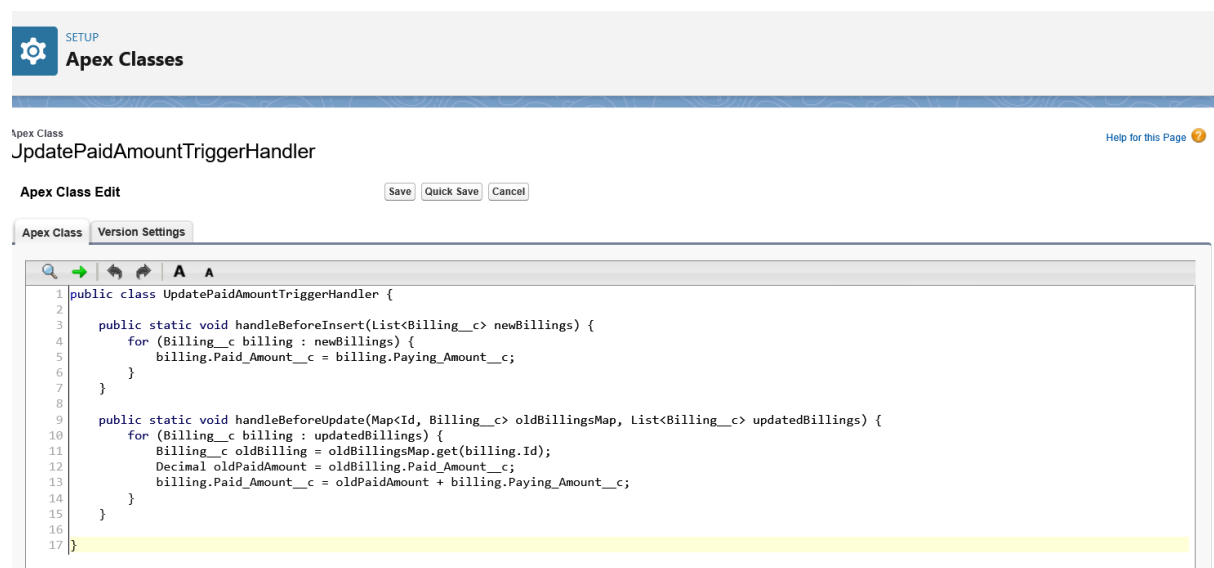 SETUP
Apex Classes
Apex Class
UpdatePaidAmountTriggerHandler
Help for this Page ?
Apex Class Edit
Save Quick Save Cancel
Apex Class Version Settings
A A
1 public class UpdatePaidAmountTriggerHandler {
2
3     public static void handleBeforeInsert(List<Billing__c> newBillings) {
4         for (Billing__c billing : newBillings) {
5             billing.Paid_Amount__c = billing.Paying_Amount__c;
6         }
7     }
8
9     public static void handleBeforeUpdate(Map<Id, Billing__c> oldBillingsMap, List<Billing__c> updatedBillings) {
10         for (Billing__c billing : updatedBillings) {
11             Billing__c oldBilling = oldBillingsMap.get(billing.Id);
12             Decimal oldPaidAmount = oldBilling.Paid_Amount__c;
13             billing.Paid_Amount__c = oldPaidAmount + billing.Paying_Amount__c;
14         }
15     }
16
17 }